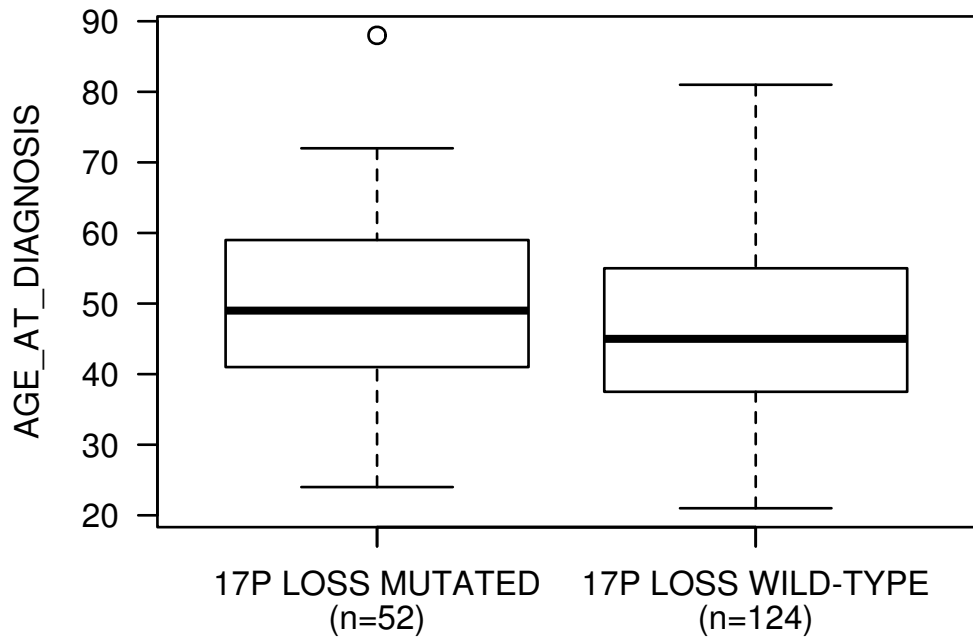 AGE_AT_DIAGNOSIS
90
80
70
60
50
40
30
20
17P LOSS MUTATED
(n=52)
17P LOSS WILD-TYPE
(n=124)